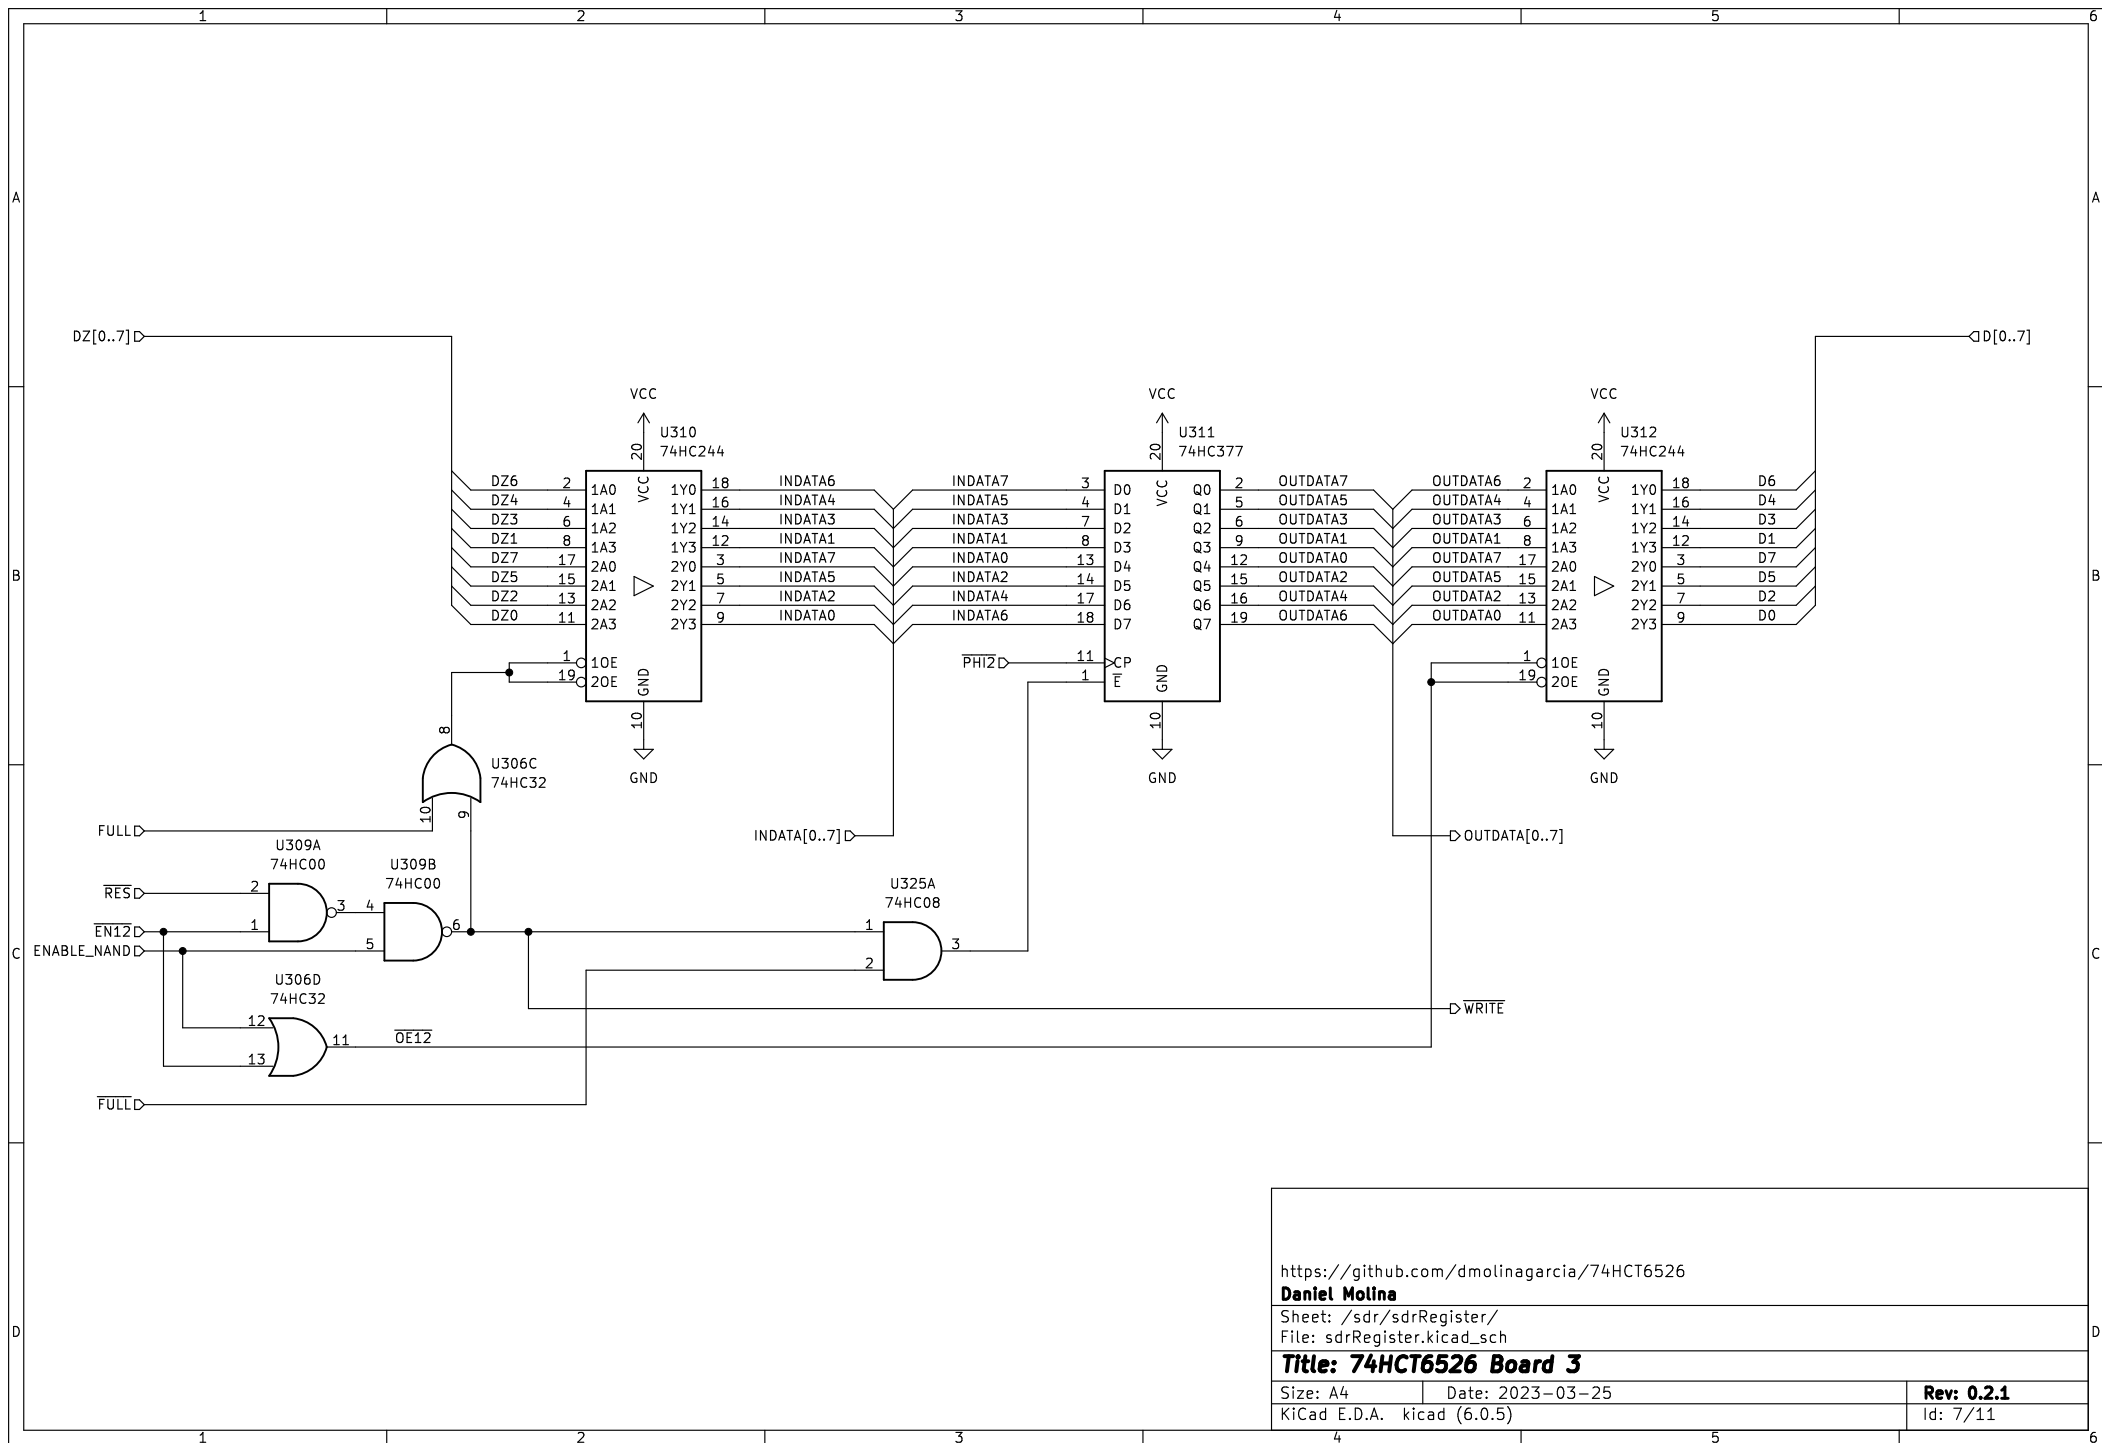 1 2 3 4 5 6
A A
DZ[0..7] D[0..7]
VCC VCC VCC
U310 U311 U312
74HC244 74HC377 74HC244
20 20 20
VCC VCC VCC
DZ6 2 1A0 1Y0 18 INDATA6 INDATA7 3 D0 Q0 2 OUTDATA7 OUTDATA6 2 1A0 1Y0 18 D6
DZ4 4 1A1 1Y1 16 INDATA4 INDATA5 4 D1 Q1 5 OUTDATA5 OUTDATA4 4 1A1 1Y1 16 D4
DZ3 6 1A2 1Y2 14 INDATA3 INDATA3 7 D2 Q2 6 OUTDATA3 OUTDATA3 6 1A2 1Y2 14 D3
DZ1 8 1A3 1Y3 12 INDATA1 INDATA1 8 D3 Q3 9 OUTDATA1 OUTDATA1 8 1A3 1Y3 12 D1
DZ7 17 2A0 2Y0 3 INDATA7 INDATA0 13 D4 Q4 12 OUTDATA0 OUTDATA7 17 2A0 2Y0 3 D7
B DZ5 15 2A1 2Y1 5 INDATA5 INDATA2 14 D5 Q5 15 OUTDATA2 OUTDATA5 15 2A1 2Y1 5 D5 B
DZ2 13 2A2 2Y2 7 INDATA2 INDATA4 17 D6 Q6 16 OUTDATA4 OUTDATA2 13 2A2 2Y2 7 D2
DZ0 11 2A3 2Y3 9 INDATA0 INDATA6 18 D7 Q7 19 OUTDATA6 OUTDATA0 11 2A3 2Y3 9 D0
1 1OE PHI2 11 CP 1 1OE
19 2OE 1 E 19 2OE
GND GND GND
10 10 10
GND GND GND
8
U306C
74HC32
10 9
FULL INDATA[0..7] OUTDATA[0..7]
U309A
74HC00
U309B
74HC00
U325A
74HC08
RES 2 3 4
EN12 1 6 1
ENABLE_NAND 5 3
C C
2
U306D
74HC32
WRITE
12
11 OE12
13
FULL
https://github.com/dmolinagarcia/74HCT6526
Daniel Molina
Sheet: /sdr/sdrRegister/
File: sdrRegister.kicad_sch
D D
Title: 74HCT6526 Board 3
Size: A4 Date: 2023-03-25 Rev: 0.2.1
KiCad E.D.A. kicad (6.0.5) Id: 7/11
1 2 3 4 5 6